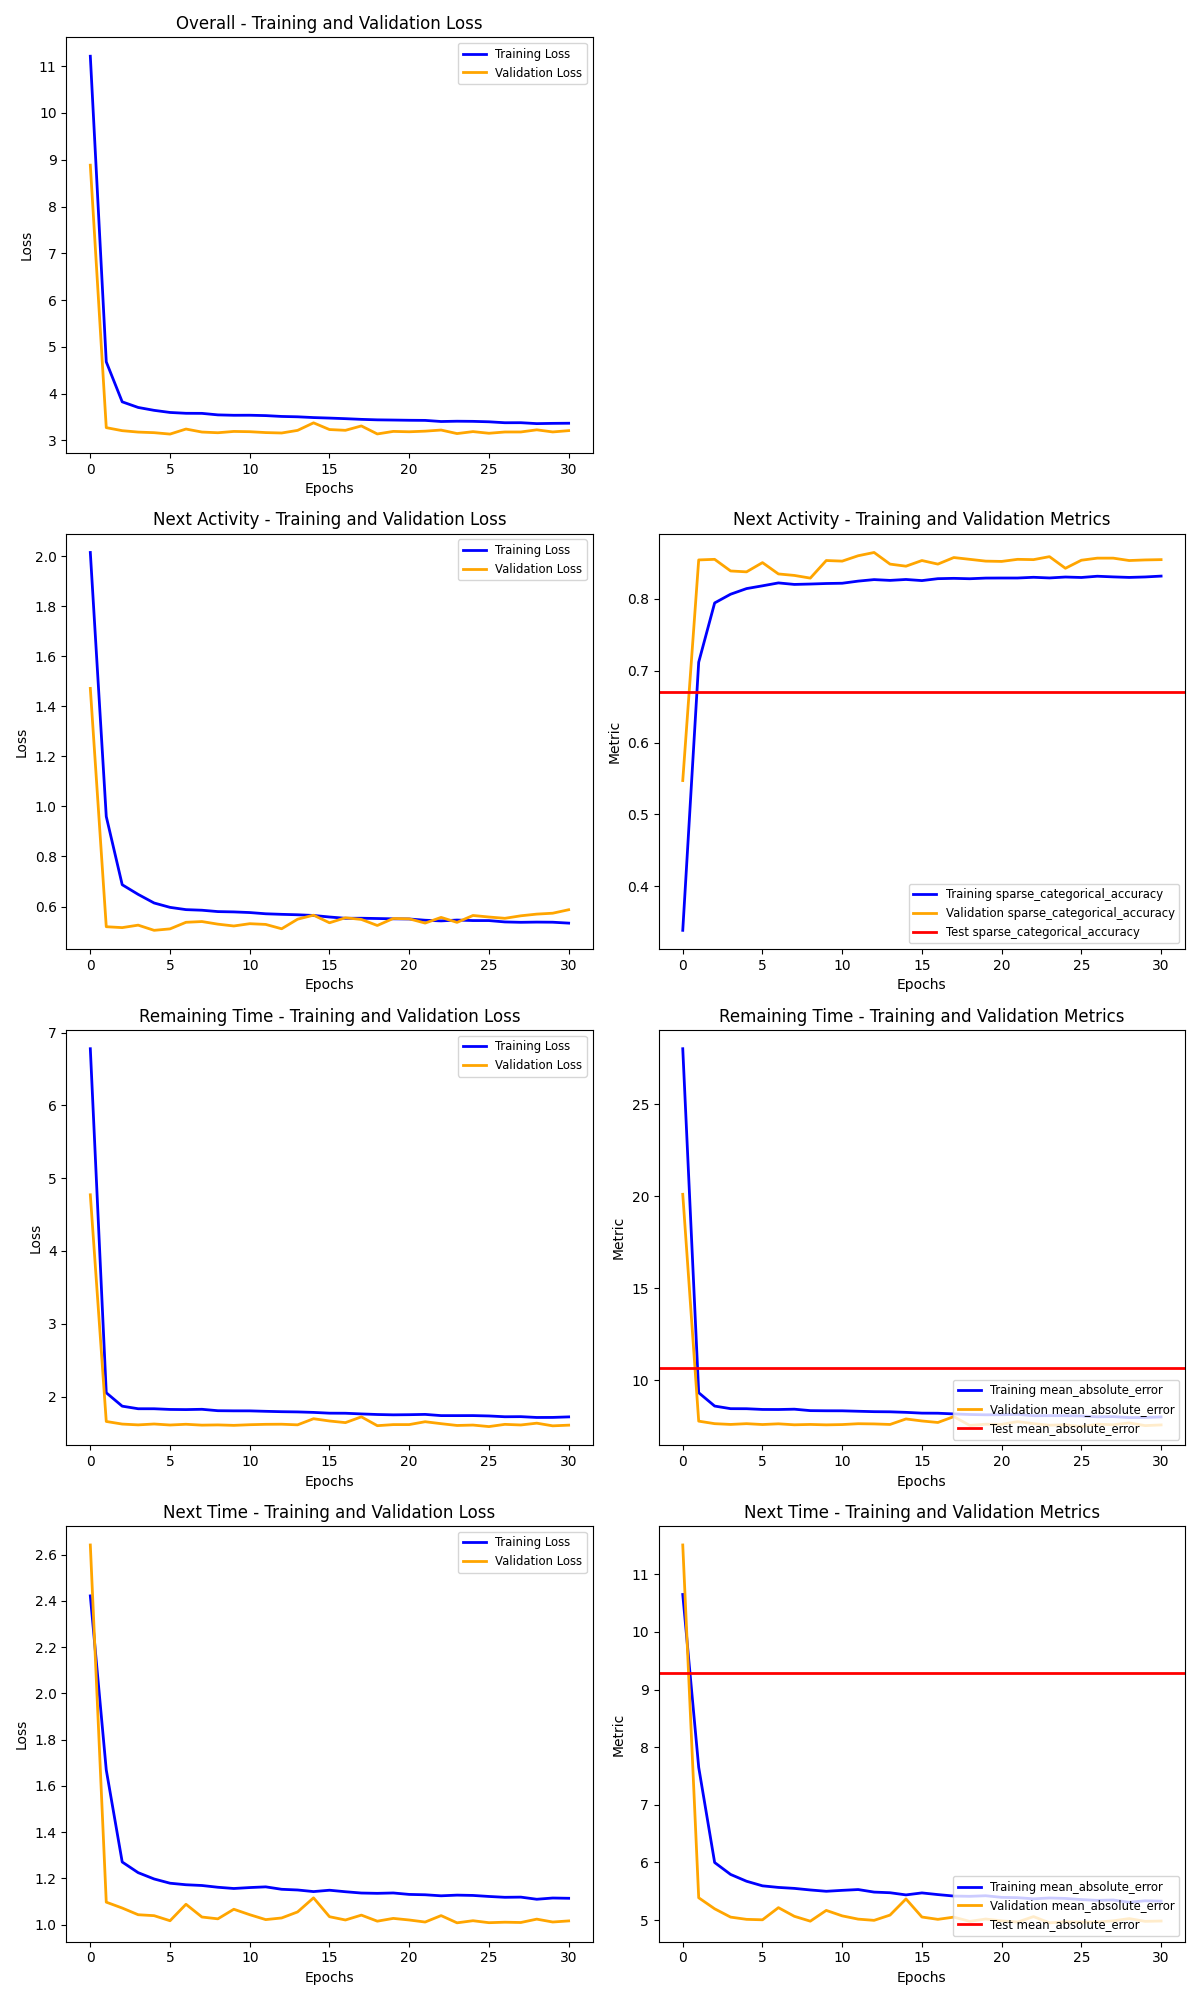 Overall - Training and Validation Loss
Training Loss
Validation Loss
11
10
9
8
7
6
5
4
3
Loss
0 5 10 15 20 25 30
Epochs
Next Activity - Training and Validation Loss
Training Loss
Validation Loss
2.0
1.8
1.6
1.4
1.2
1.0
0.8
0.6
Loss
0 5 10 15 20 25 30
Epochs
Next Activity - Training and Validation Metrics
0.8
0.7
0.6
0.5
0.4
Metric
Training sparse_categorical_accuracy
Validation sparse_categorical_accuracy
Test sparse_categorical_accuracy
0 5 10 15 20 25 30
Epochs
Remaining Time - Training and Validation Loss
Training Loss
Validation Loss
7
6
5
4
3
2
Loss
0 5 10 15 20 25 30
Epochs
Remaining Time - Training and Validation Metrics
25
20
15
10
Metric
Training mean_absolute_error
Validation mean_absolute_error
Test mean_absolute_error
0 5 10 15 20 25 30
Epochs
Next Time - Training and Validation Loss
Training Loss
Validation Loss
2.6
2.4
2.2
2.0
1.8
1.6
1.4
1.2
1.0
Loss
0 5 10 15 20 25 30
Epochs
Next Time - Training and Validation Metrics
11
10
9
8
7
6
5
Metric
Training mean_absolute_error
Validation mean_absolute_error
Test mean_absolute_error
0 5 10 15 20 25 30
Epochs